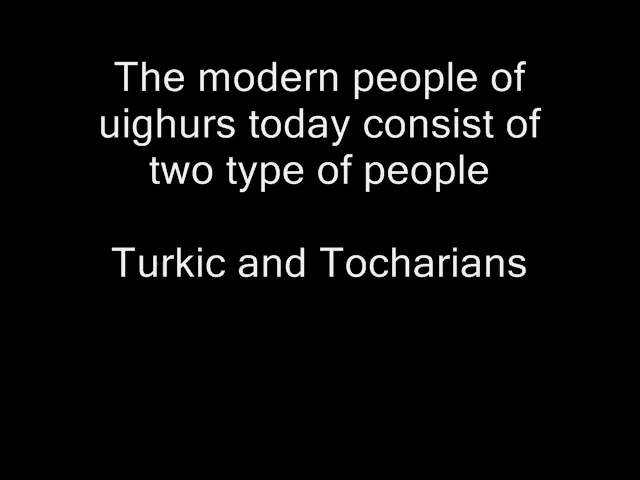 The modern people of
uighurs today consist of
two type of people
Turkic and Tocharians